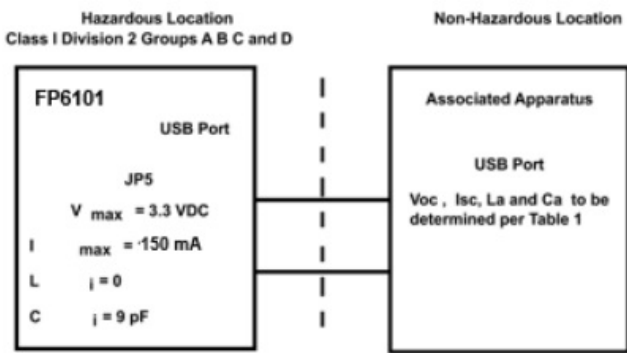 Hazardous Location
Class I Division 2 Groups A B C and D
Non-Hazardous Location
FP6101
USB Port
JP5
V max = 3.3 VDC
I max = 150 mA
L i = 0
C i = 9 pF
Associated Apparatus
USB Port
Voc , Isc, La and Ca to be
determined per Table 1